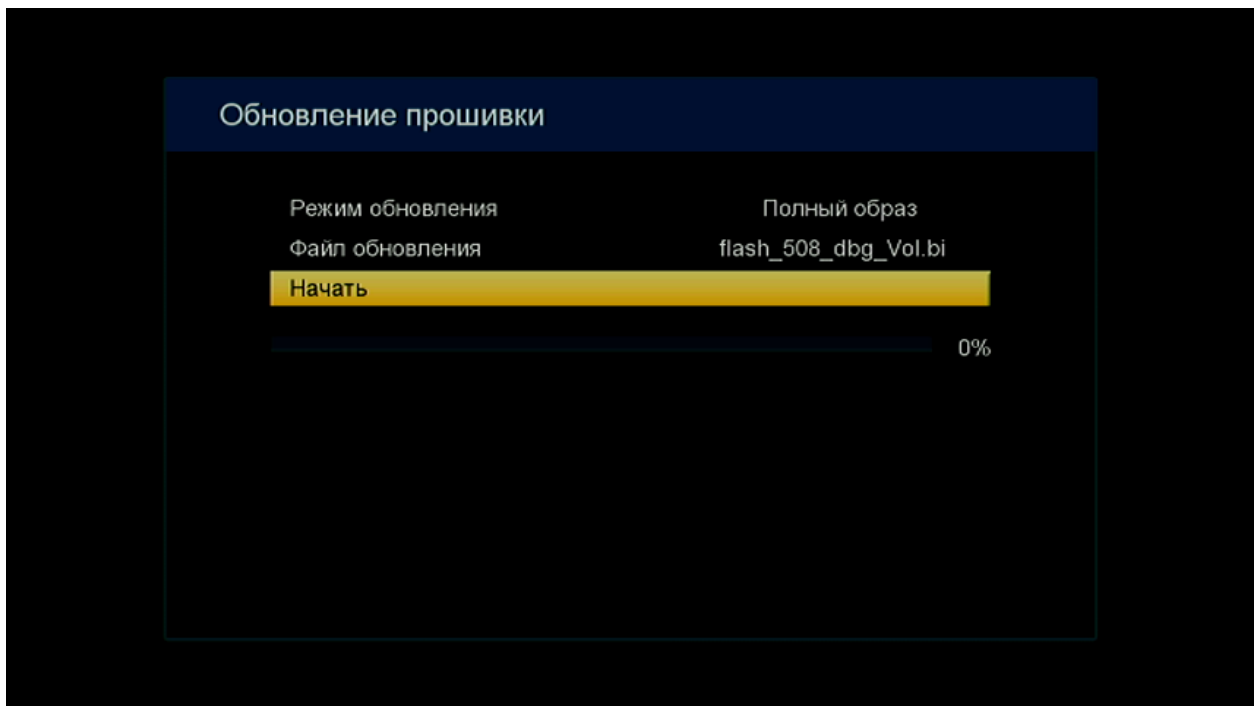 Обновление прошивки
Режим обновления Полный образ
Файл обновления flash_508_dbg_Vol.bi
Начать
0%